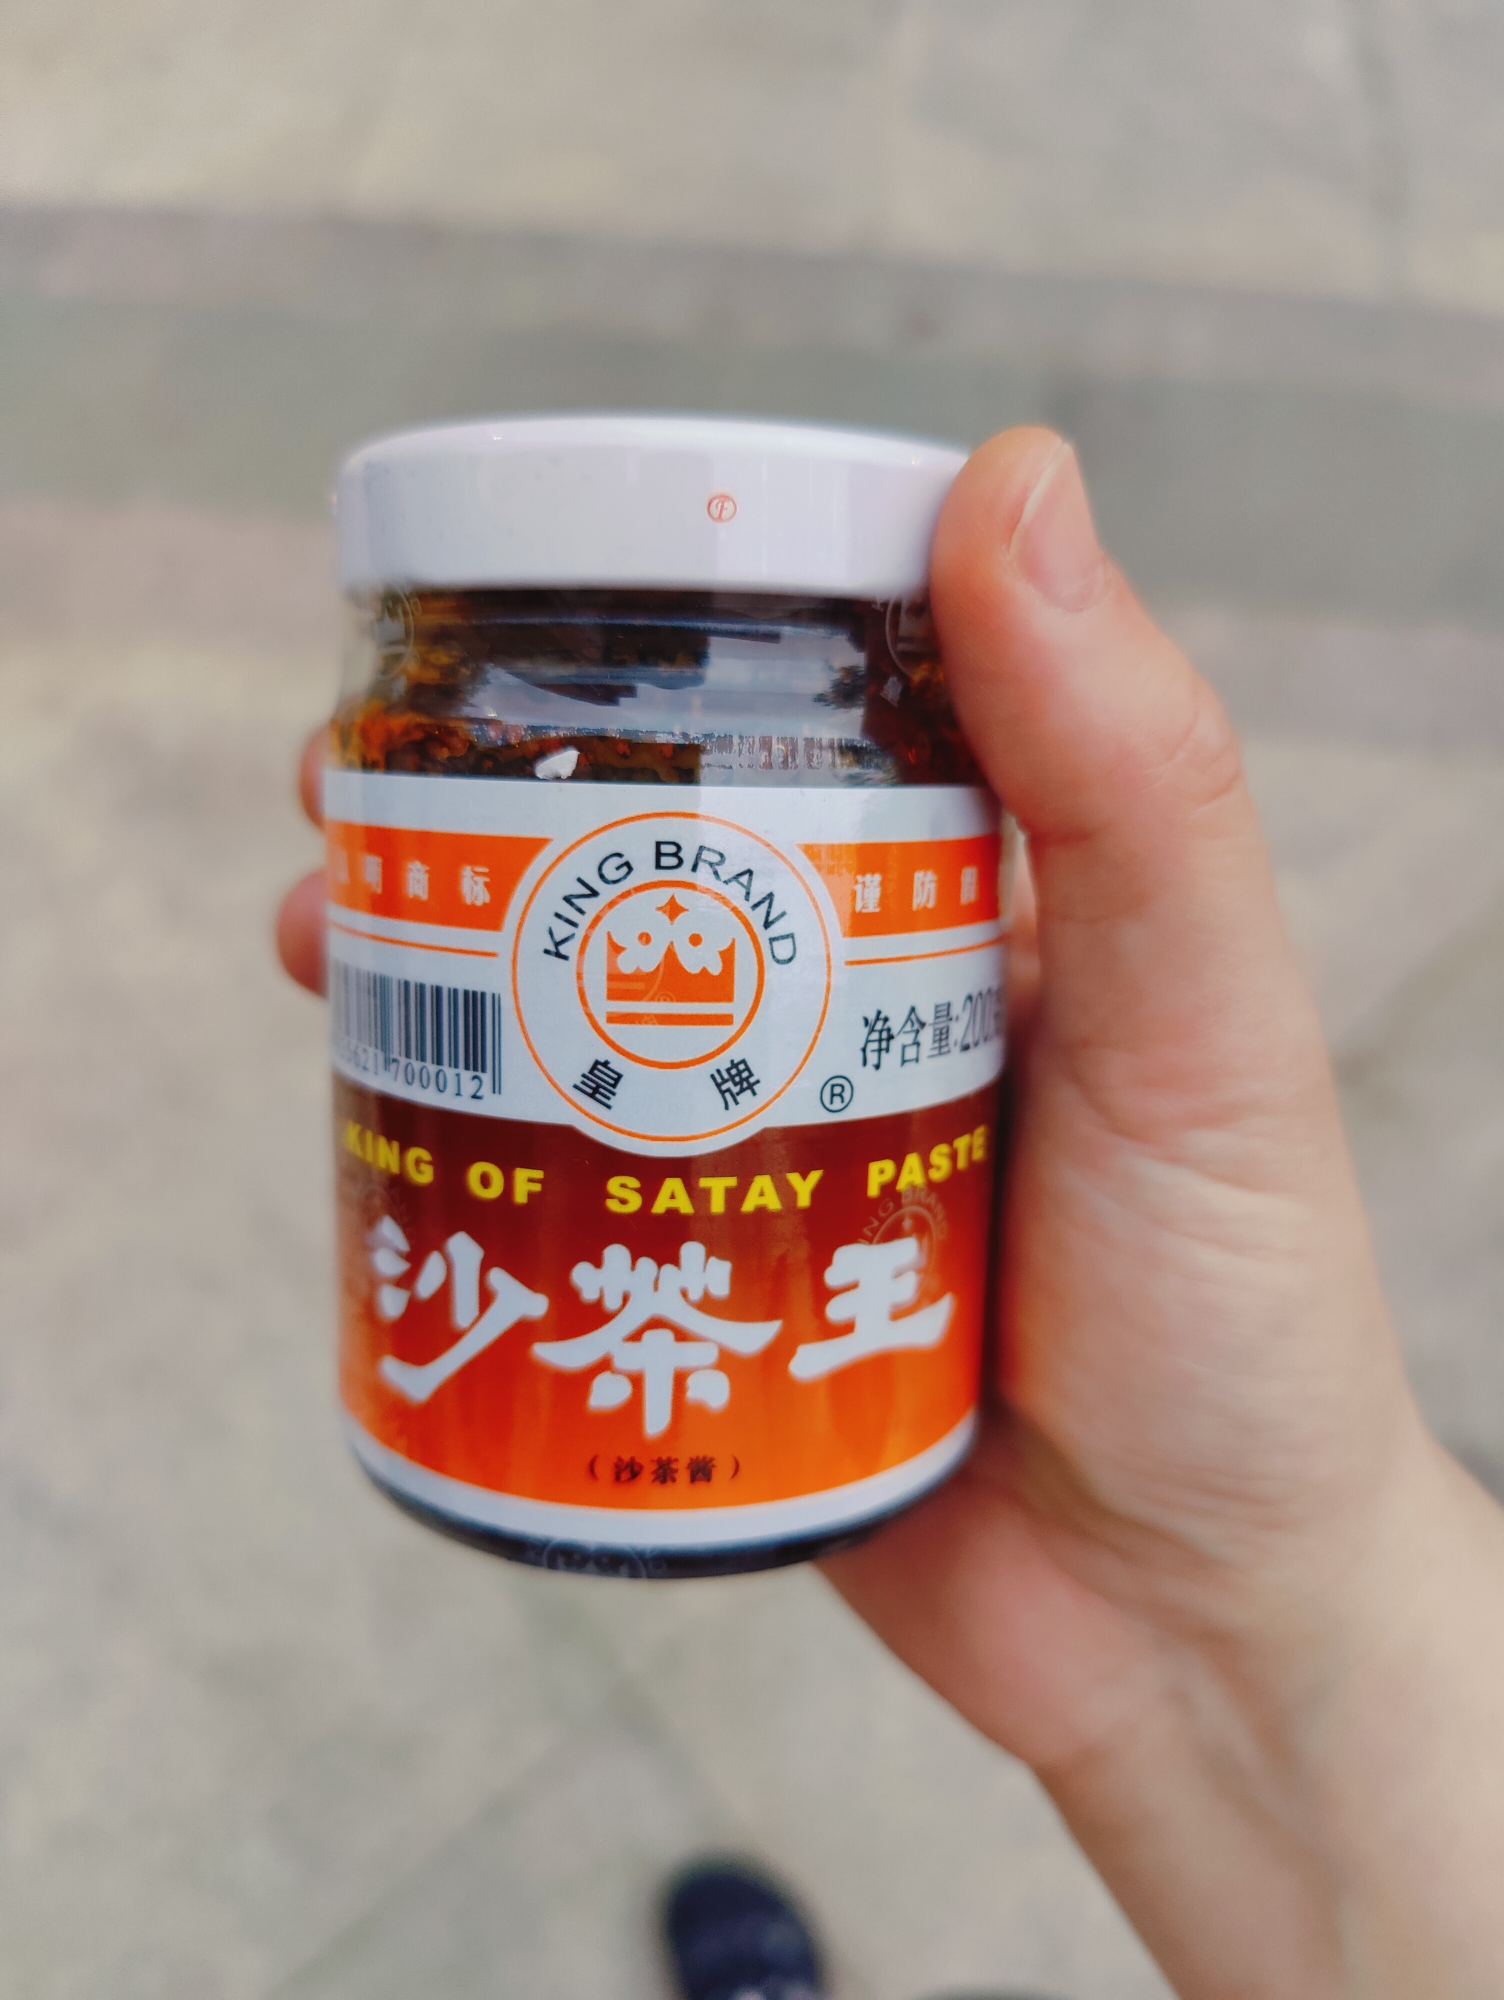 KING BRAND
明商标
谨防
皇牌
®
净含量:200
5621 700012
KING OF SATAY PASTE
沙茶王
(沙茶酱)